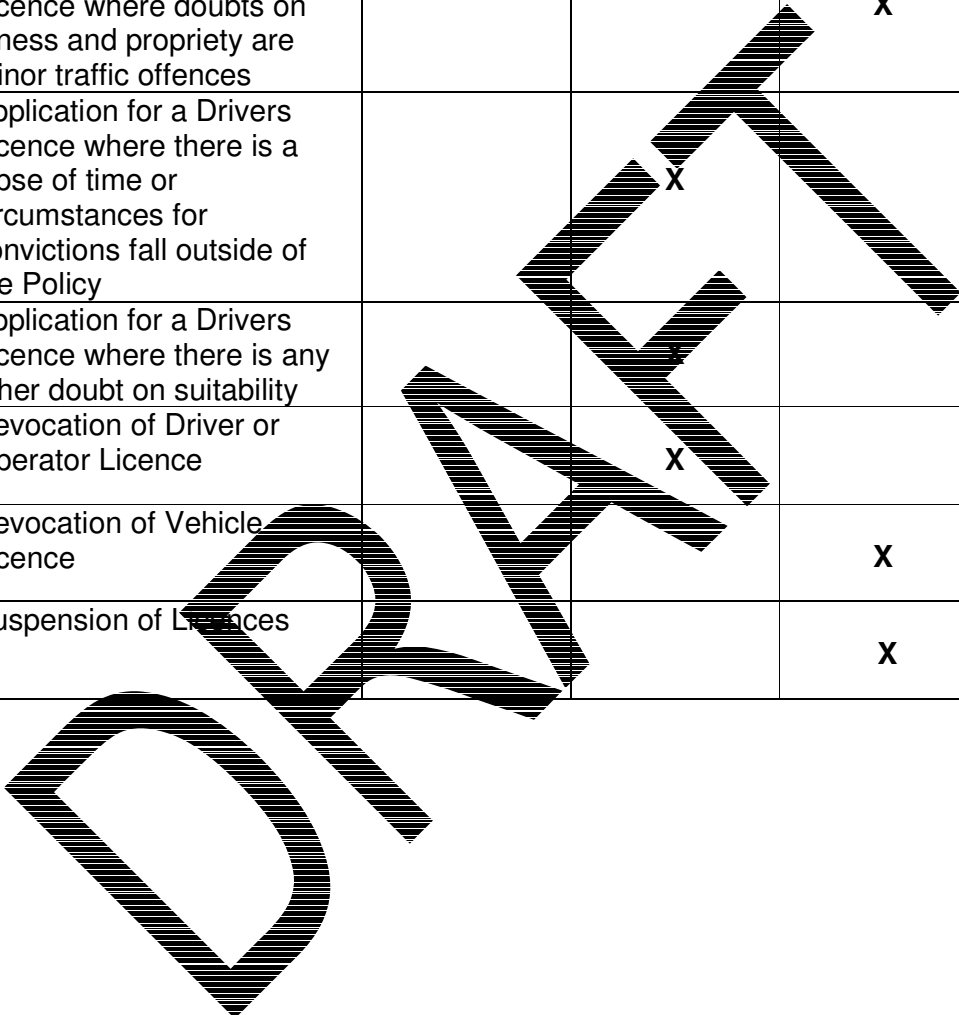 cence where doubts on
ness and propriety are
inor traffic offences
X
pplication for a Drivers
cence where there is a
pse of time or
rcumstances for
onvictions fall outside of
e Policy
X
pplication for a Drivers
cence where there is any
her doubt on suitability
X
evocation of Driver or
perator Licence
X
evocation of Vehicle
cence
X
uspension of Licences
X
DRAFT